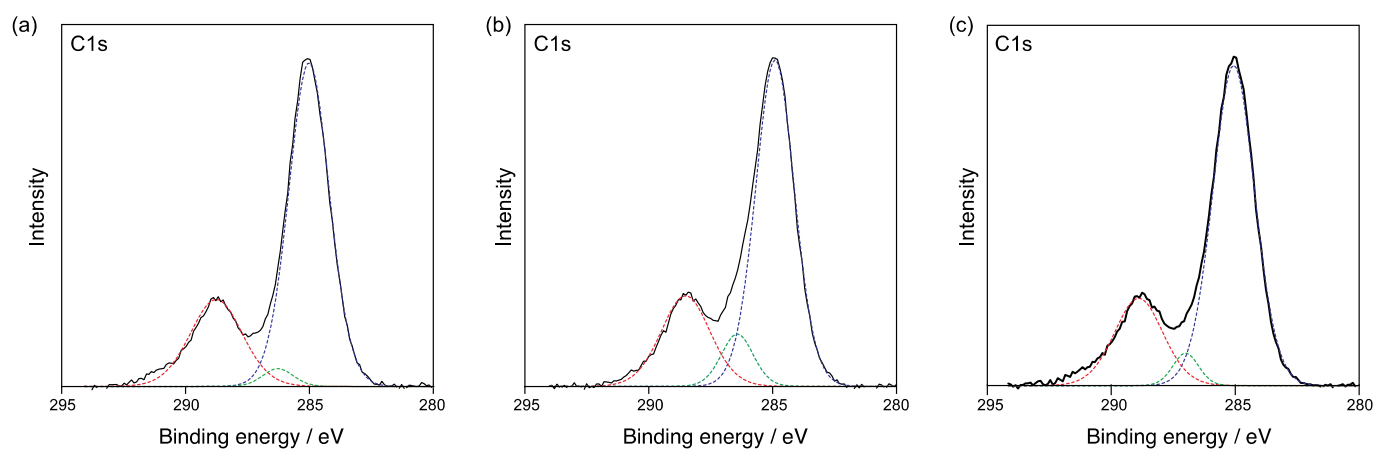 (a)
C1s
Intensity
295 290 285 280
Binding energy / eV
(b)
C1s
Intensity
295 290 285 280
Binding energy / eV
(c)
C1s
Intensity
295 290 285 280
Binding energy / eV